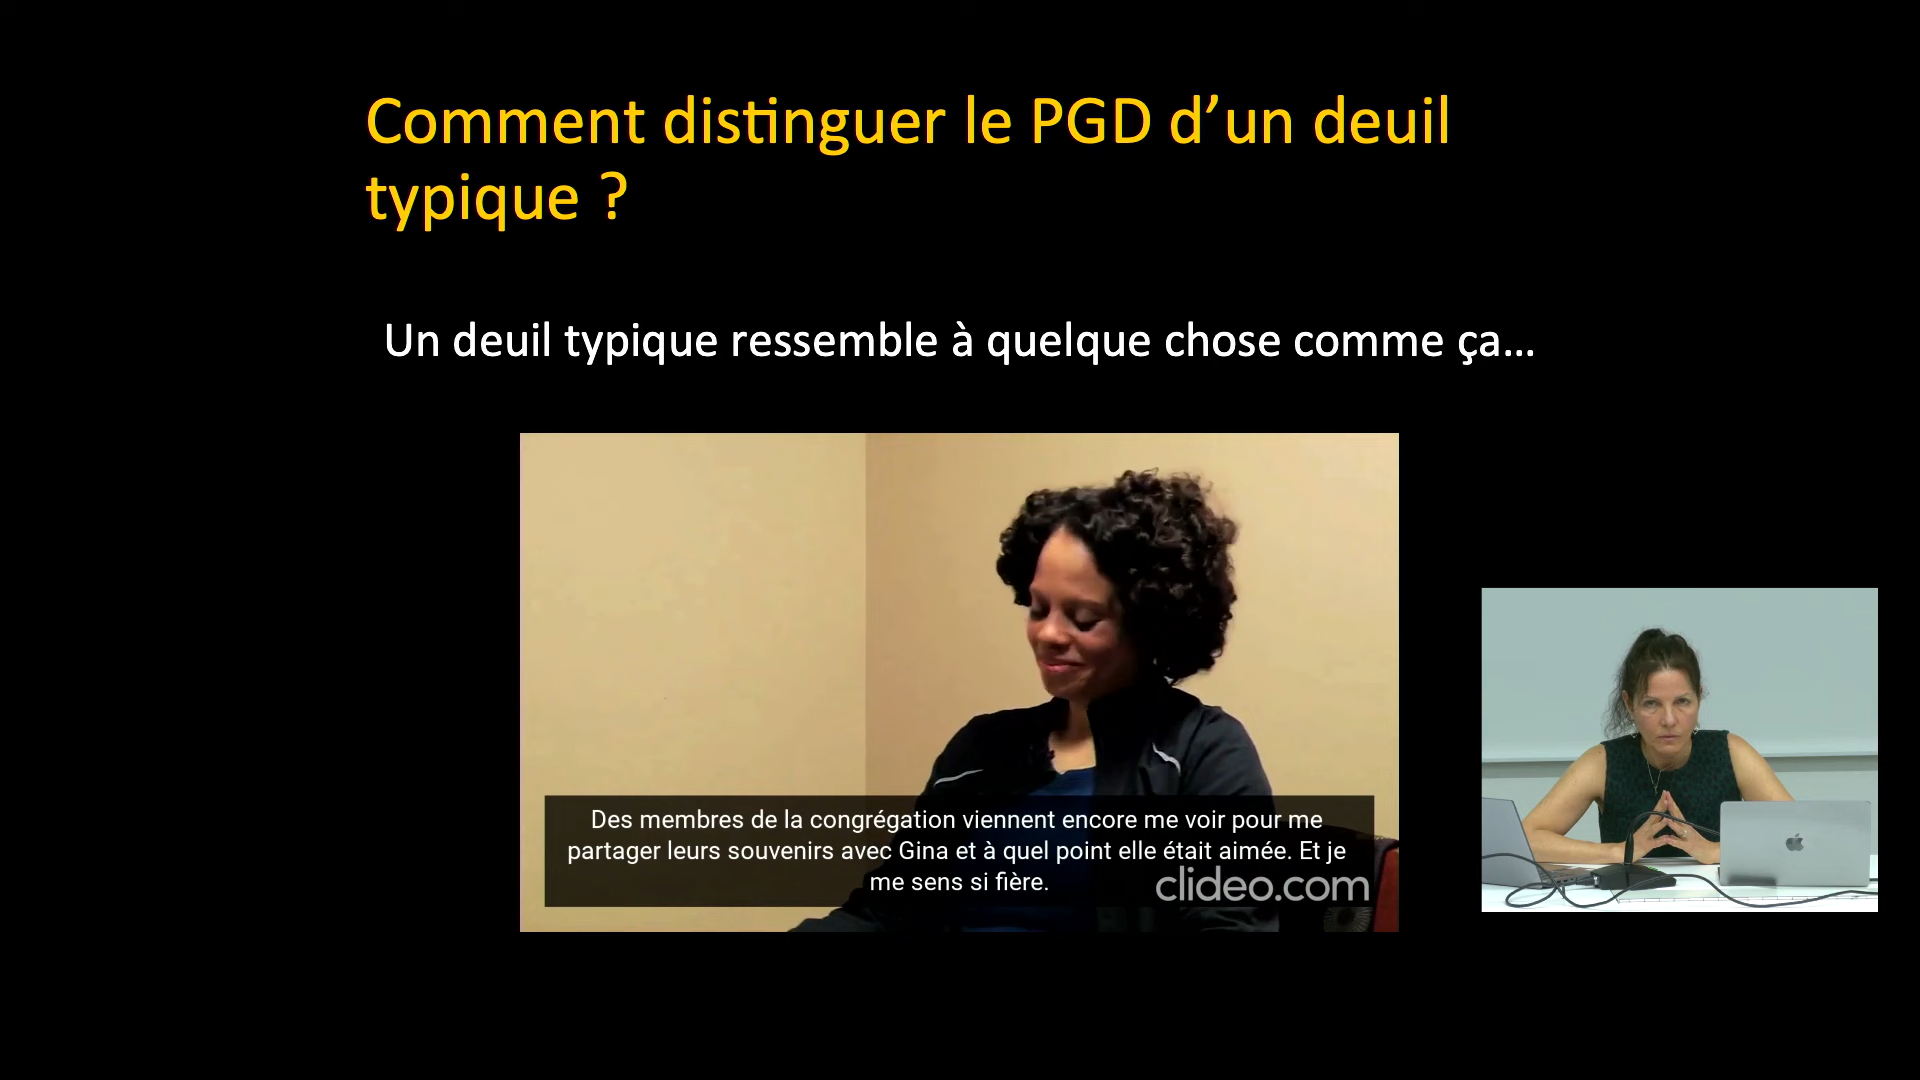 Comment distinguer le PGD d’un deuil
typique ?
Un deuil typique ressemble à quelque chose comme ça...
Des membres de la congrégation viennent encore me voir pour me
partager leurs souvenirs avec Gina et à quel point elle était aimée. Et je
me sens si fière.
clideo.com